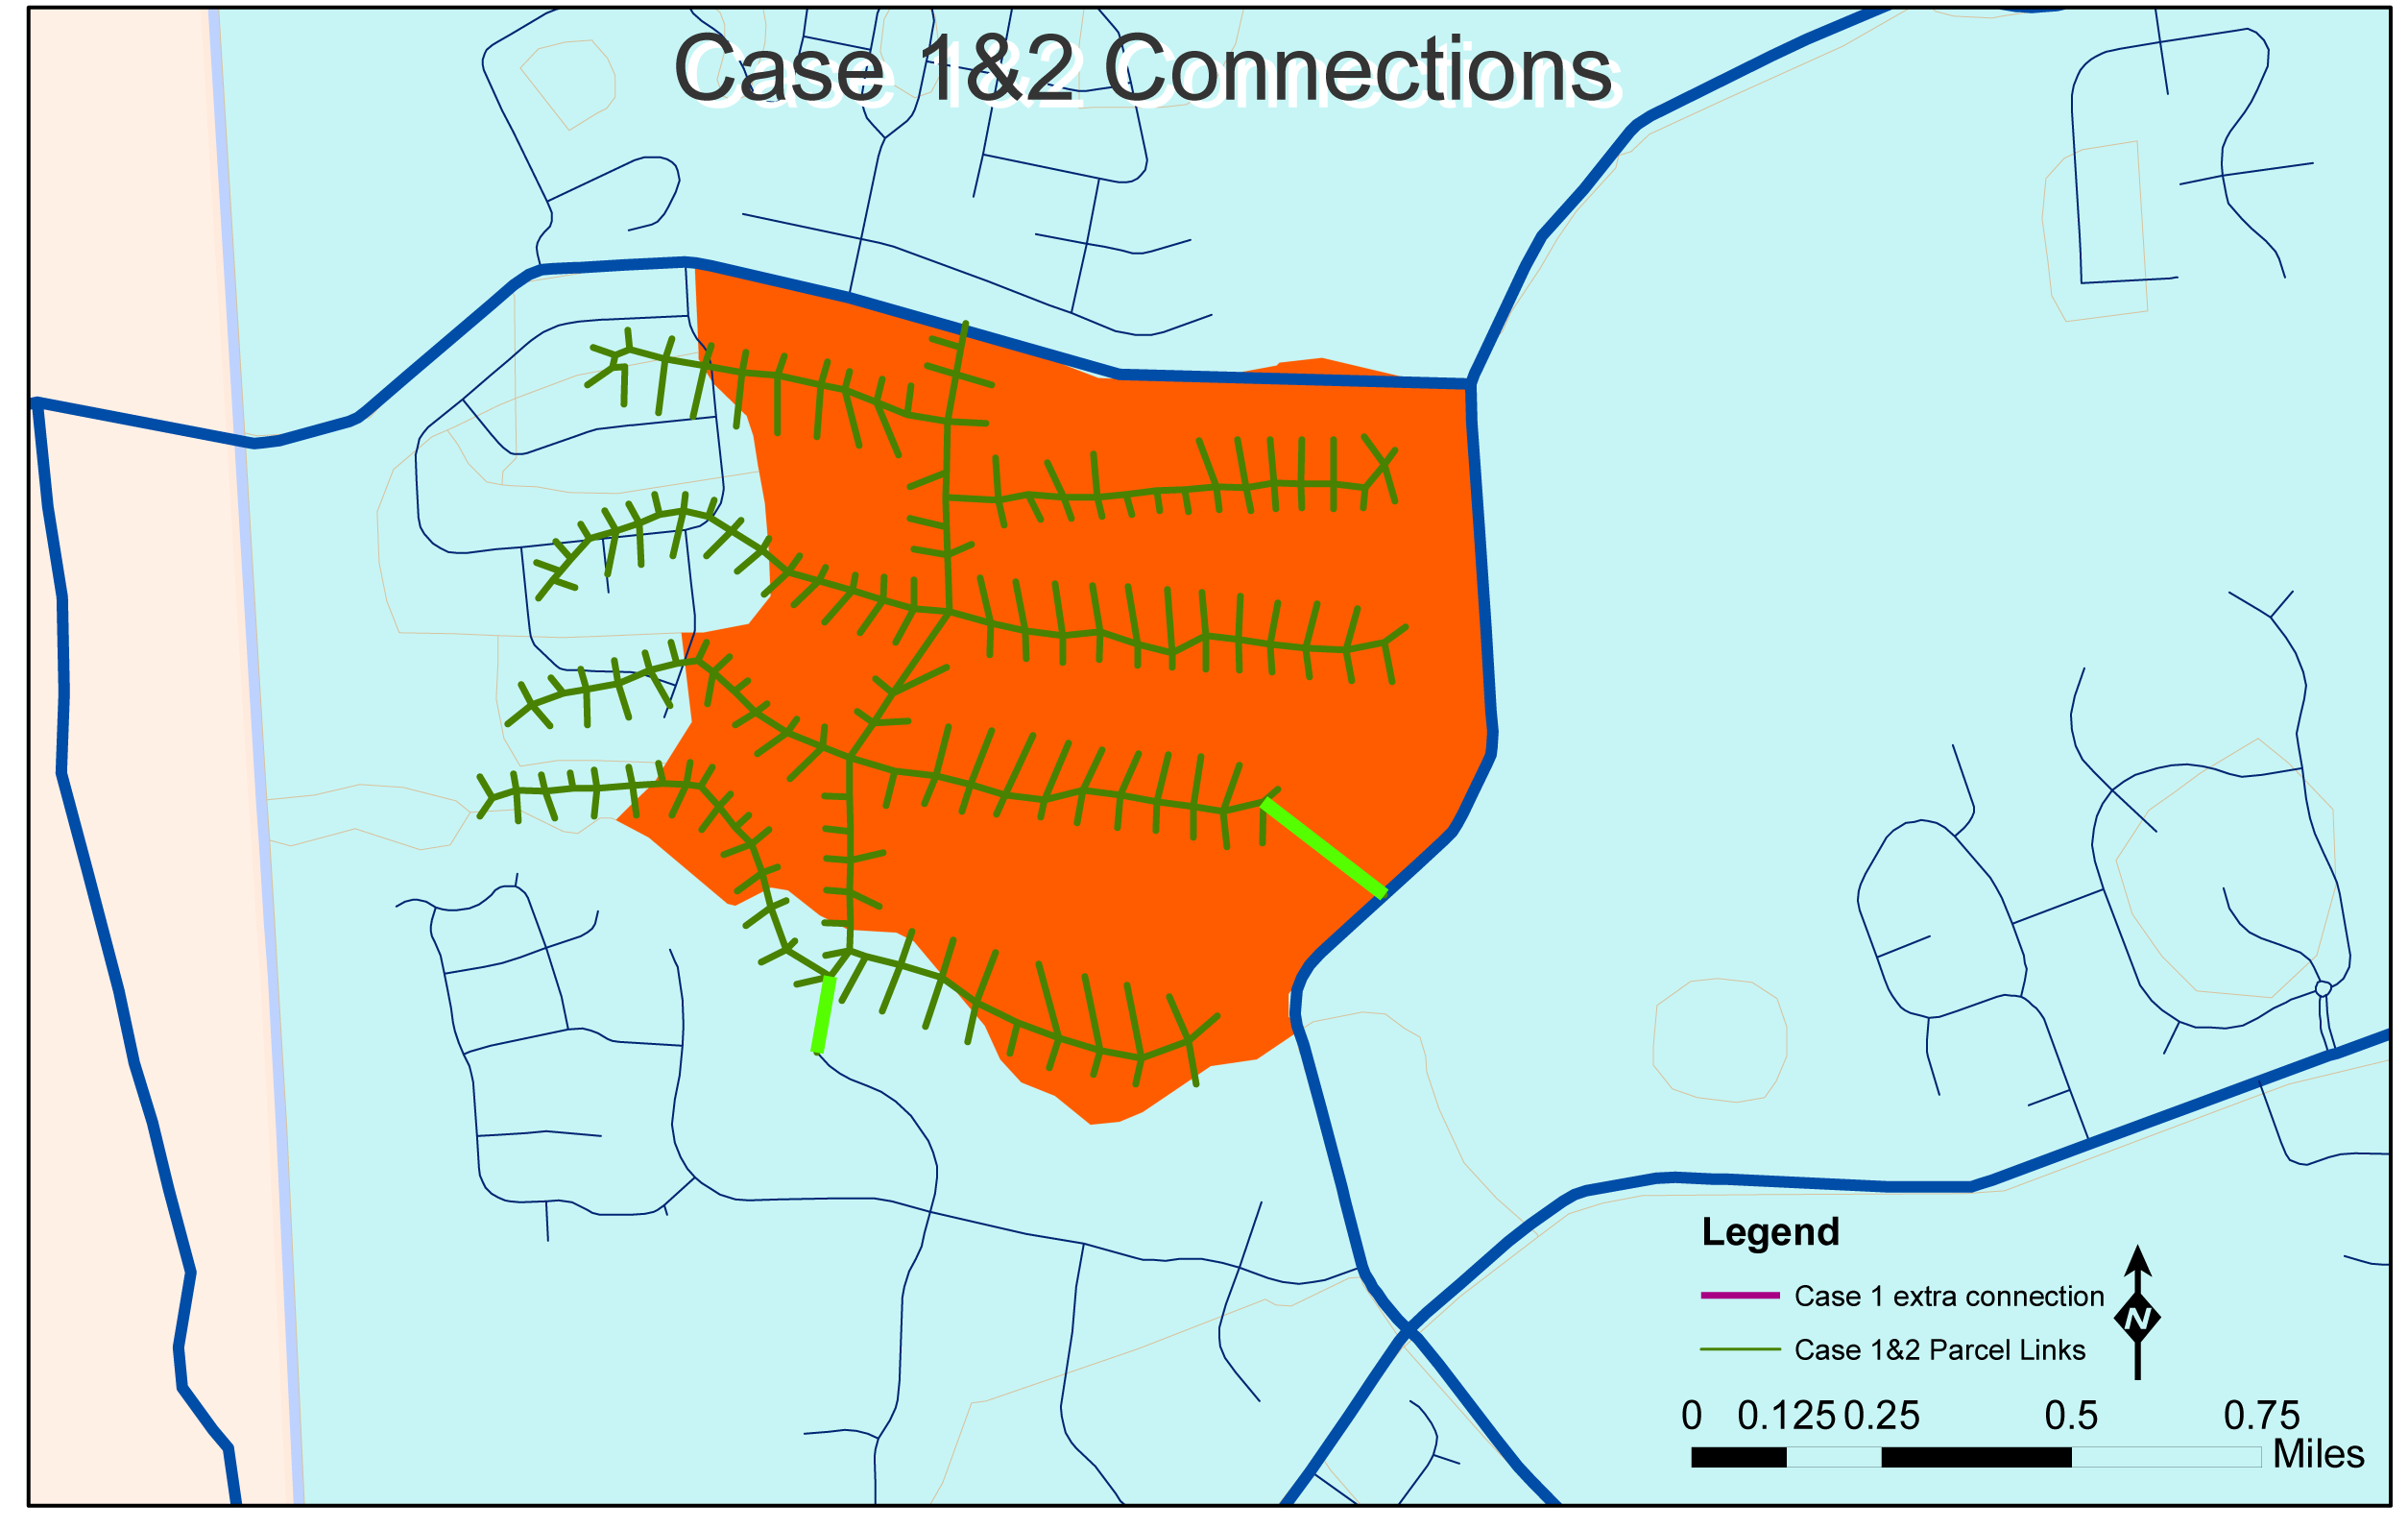 Case 1&2 Connections
Legend
Case 1 extra connection
Case 1&2 Parcel Links
N
0 0.125 0.25 0.5 0.75
Miles